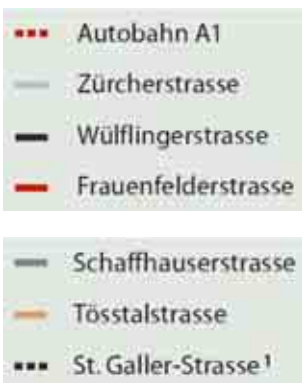 Autobahn A1
Zürcherstrasse
Wülflingerstrasse
Frauenfelderstrasse
Schaffhauserstrasse
Tösstalstrasse
St. Galler-Strasse¹